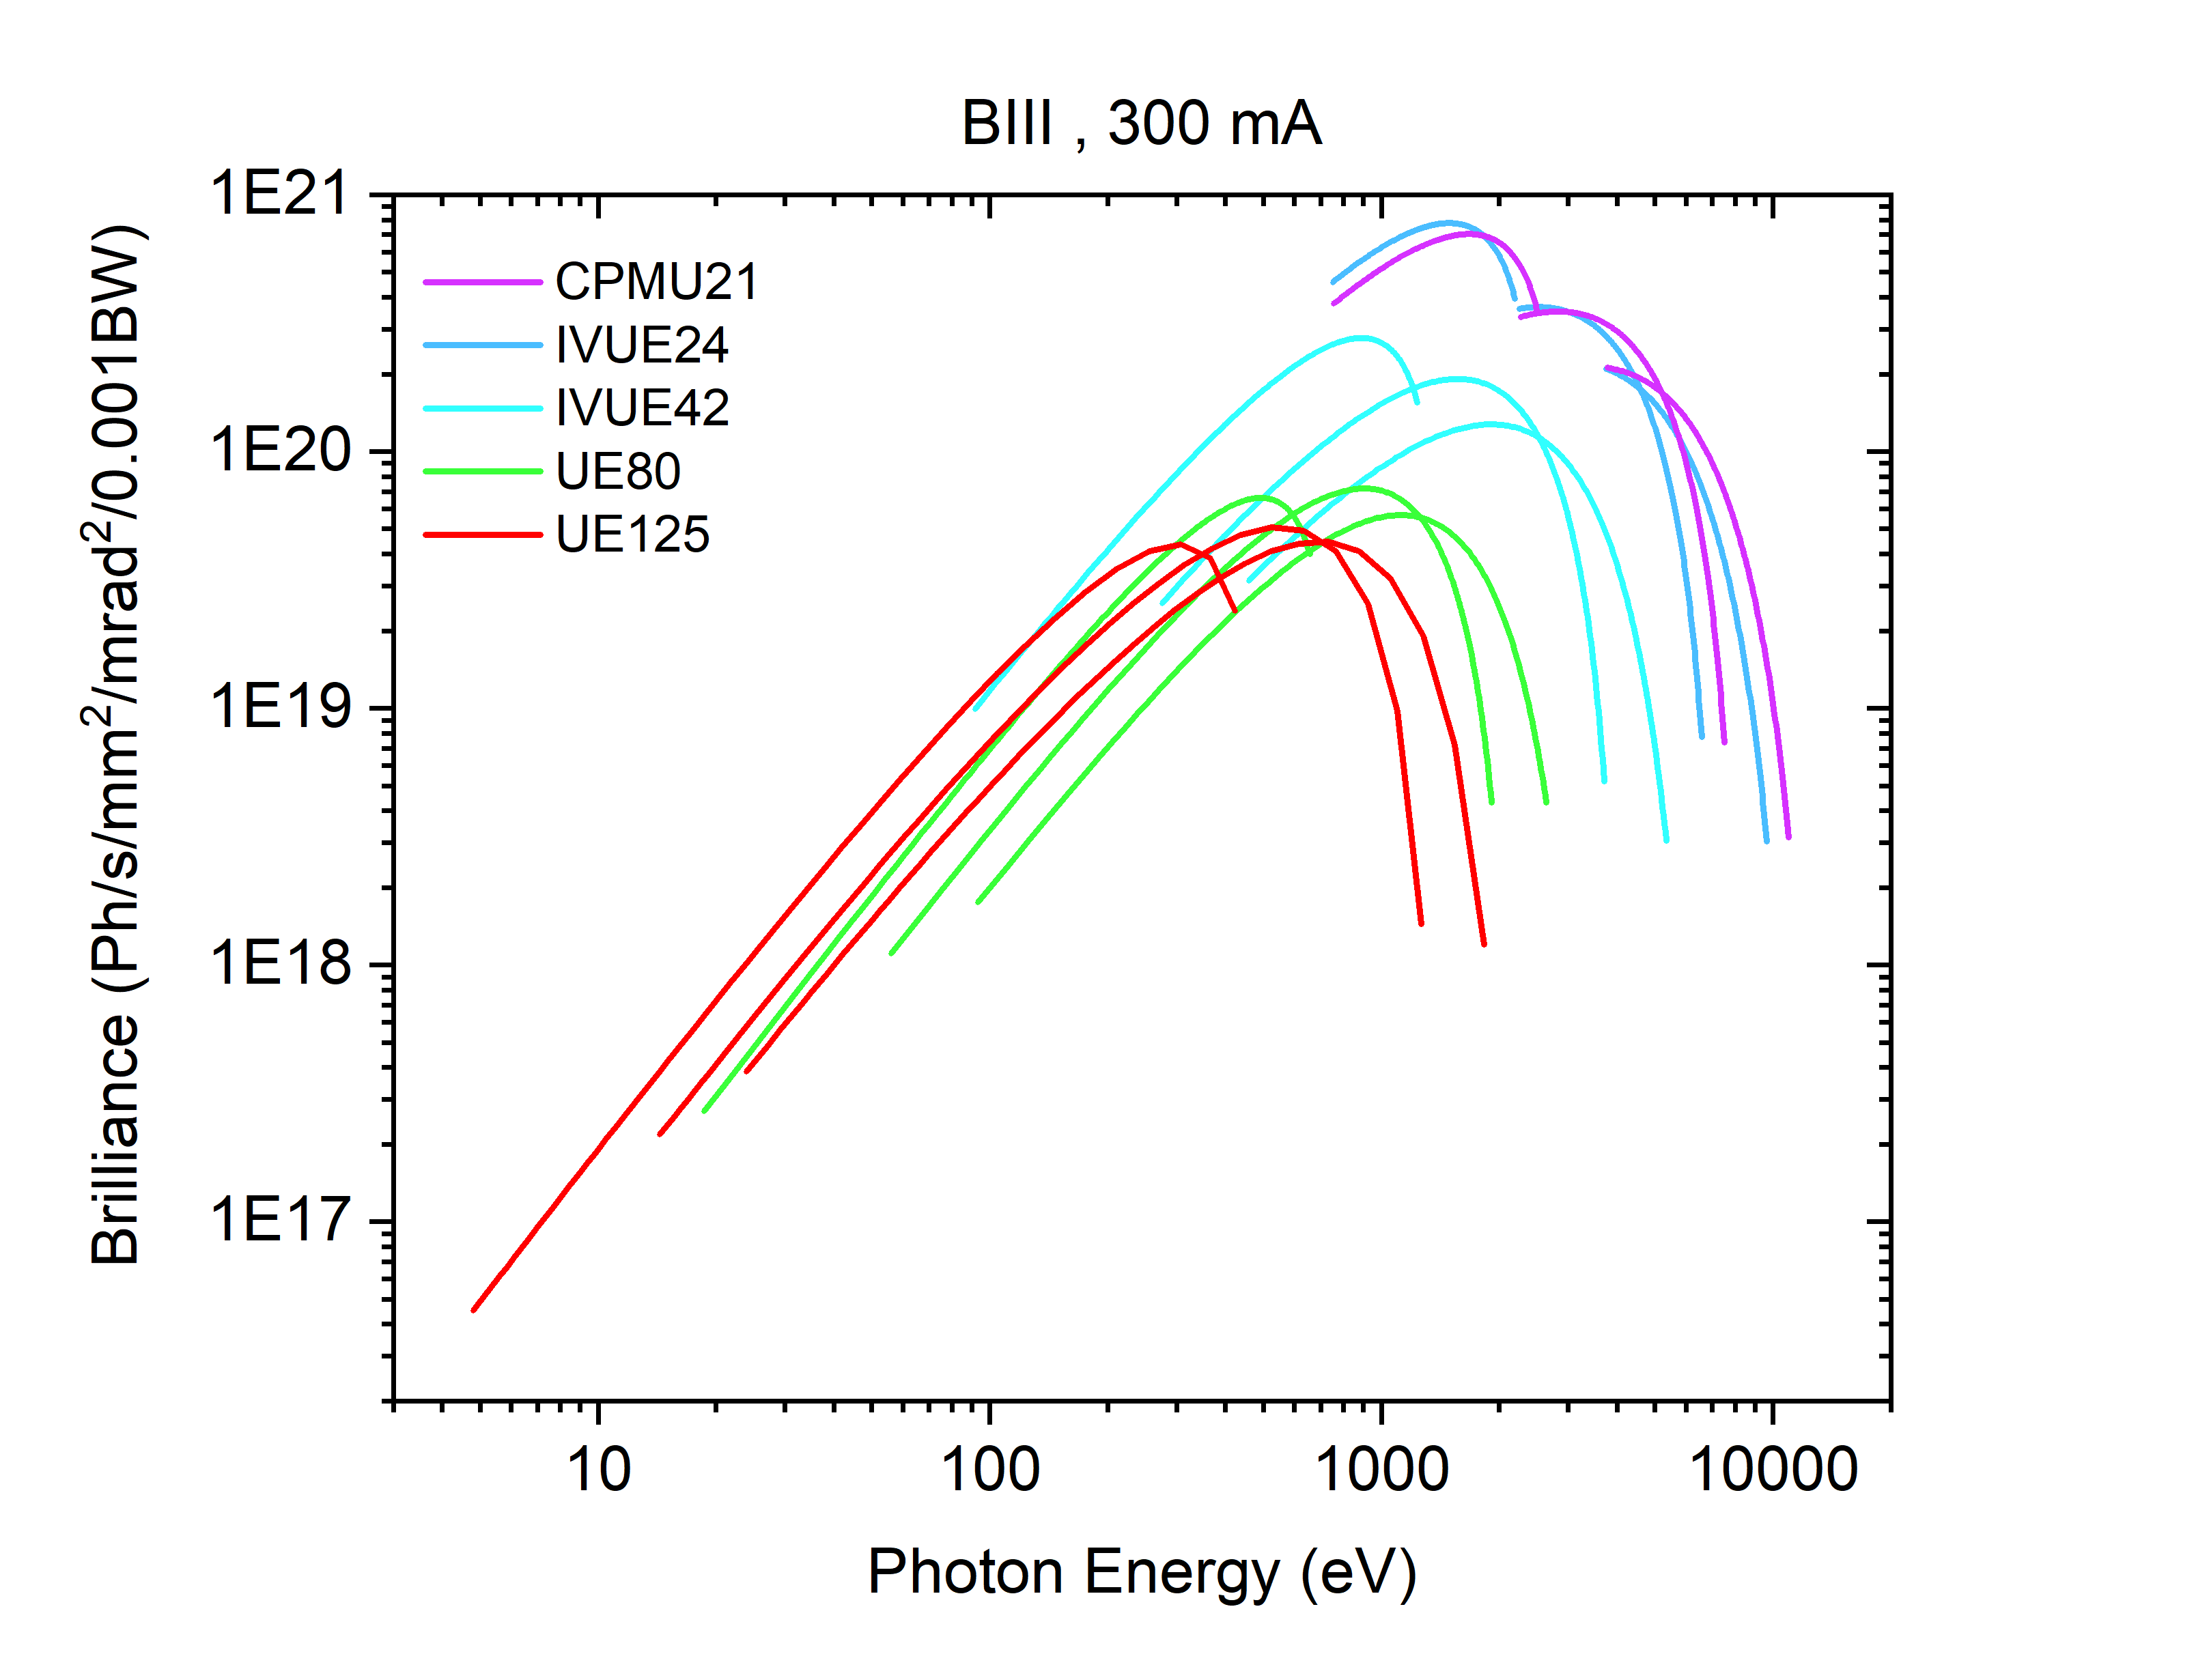 BIII , 300 mA
Brilliance (Ph/s/mm²/mrad²/0.001BW)
1E21
1E20
1E19
1E18
1E17
CPMU21
IVUE24
IVUE42
UE80
UE125
10
100
1000
10000
Photon Energy (eV)